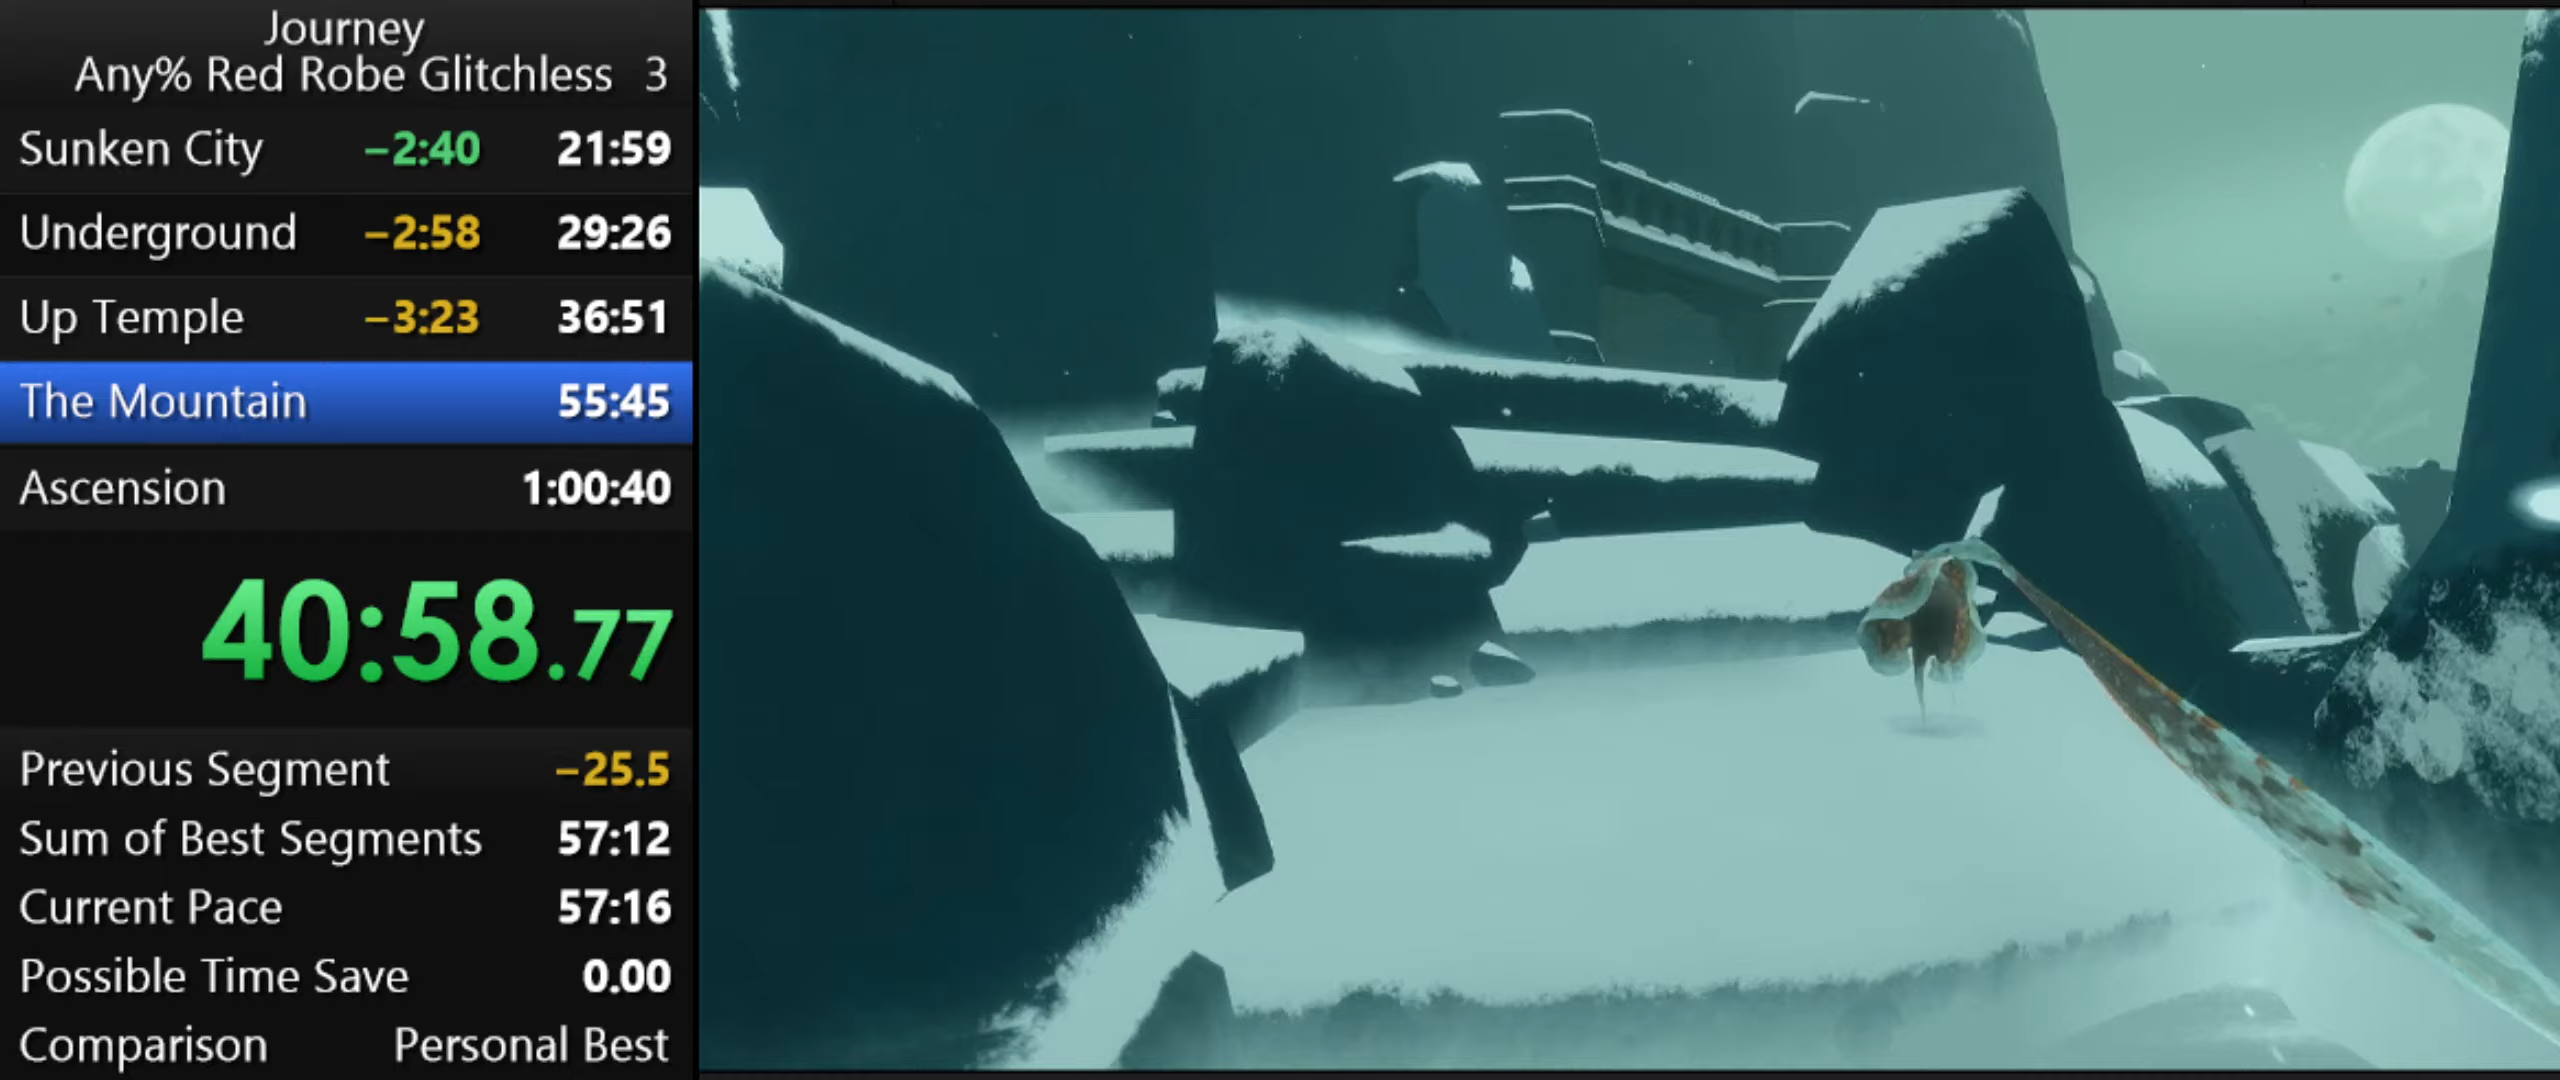 Journey
Any% Red Robe Glitchless 3
Sunken City −2:40 21:59
Underground −2:58 29:26
Up Temple −3:23 36:51
The Mountain 55:45
Ascension 1:00:40
40:58.77
Previous Segment −25.5
Sum of Best Segments 57:12
Current Pace 57:16
Possible Time Save 0.00
Comparison Personal Best